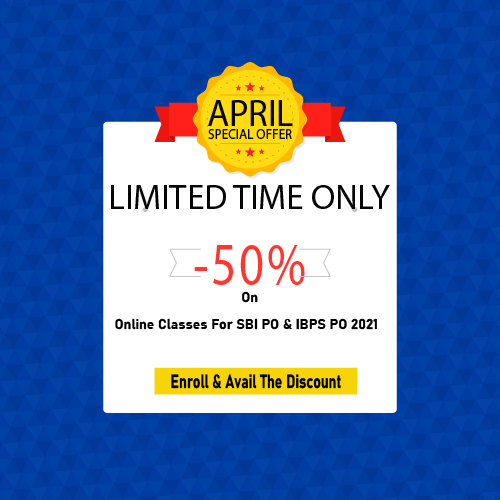 APRIL
SPECIAL OFFER
LIMITED TIME ONLY
-50%
On
Online Classes For SBI PO & IBPS PO 2021
Enroll & Avail The Discount